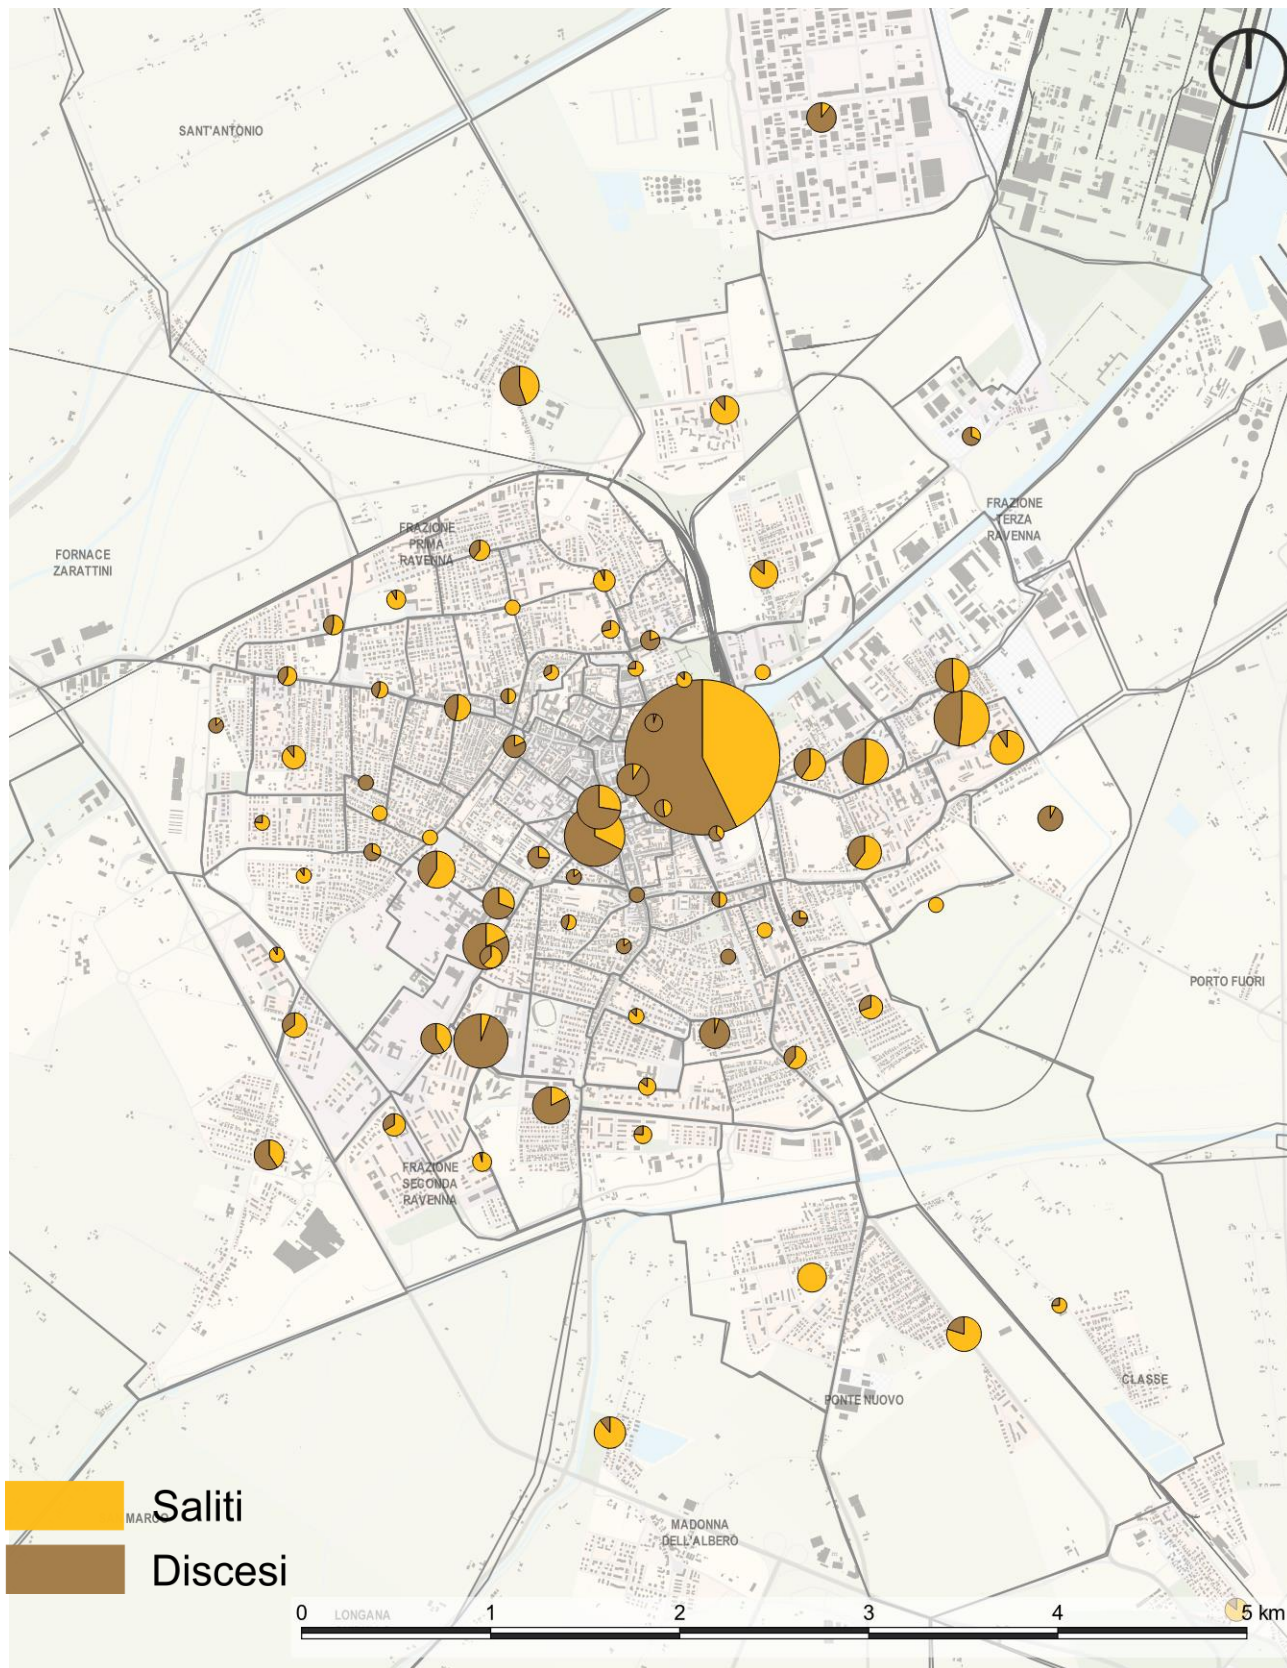 SANT'ANTONIO
FRAZIONE
TERZA
RAVENNA
FRAZIONE
PRIMA
RAVENNA
FORNACE
ZARATTINI
PORTO FUORI
FRAZIONE
SECONDA
RAVENNA
CLASSE
PONTE NUOVO
Saliti
MARCO
MADONNA
DELL'ALBERO
Discesi
LONGANA
0 1 2 3 4 5 km